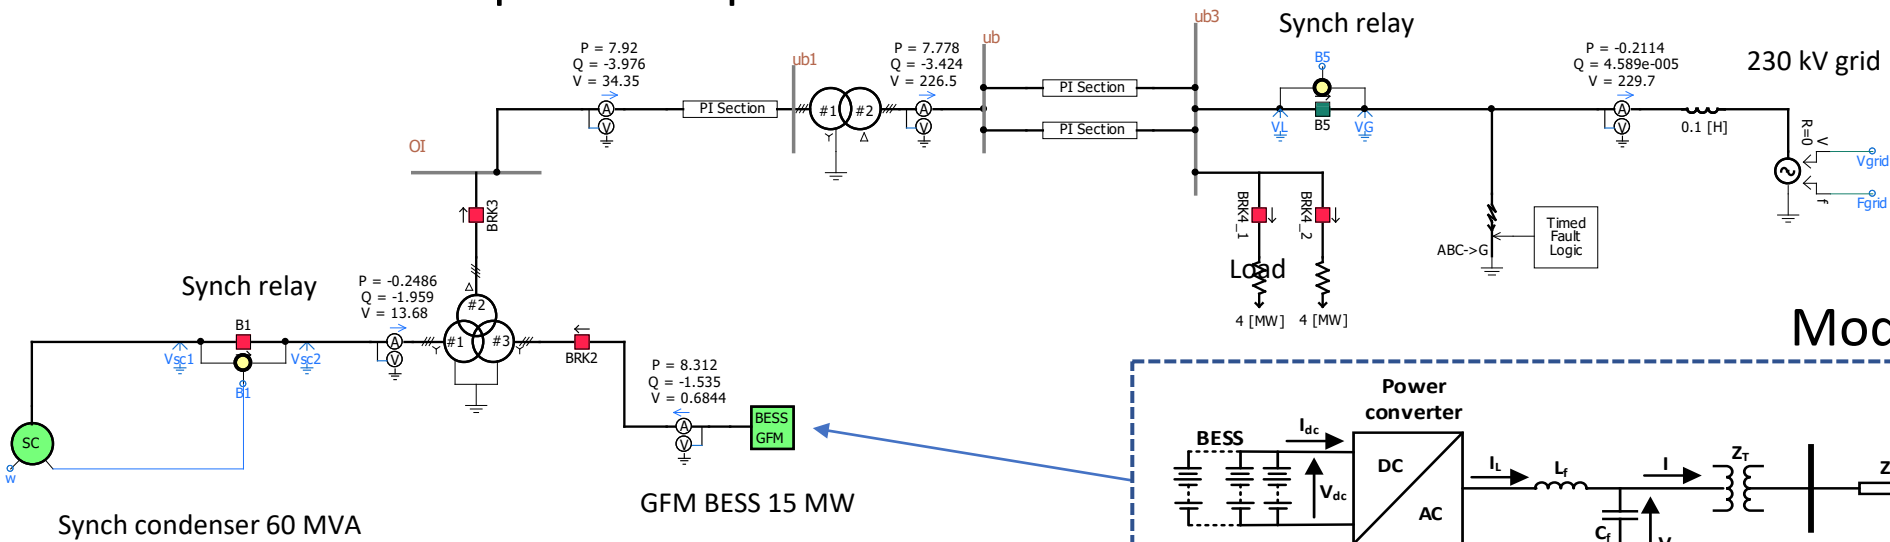 Synch relay
ub3
ub
230 kV grid
P = 7.92
Q = -3.976
V = 34.35
P = 7.778
Q = -3.424
V = 226.5
B5
P = -0.2114
Q = 4.589e-005
V = 229.7
ub1
A
V
PI Section
#1
#2
A
V
PI Section
PI Section
VL
B5
VG
A
V
0.1 [H]
R=0
V
Vgrid
f
Fgrid
OI
BRK3
BRK4_1
BRK4_2
Load
4 [MW]
4 [MW]
ABC->G
Timed
Fault
Logic
Synch relay
P = -0.2486
Q = -1.959
V = 13.68
B1
Vsc1
Vsc2
B1
A
V
#2
#1
#3
BRK2
P = 8.312
Q = -1.535
V = 0.6844
A
V
BESS
GFM
SC
w
GFM BESS 15 MW
Synch condenser 60 MVA
Mod
Power
converter
BESS
Idc
Vdc
DC
AC
IL
Lf
I
ZT
Z
Cf
V